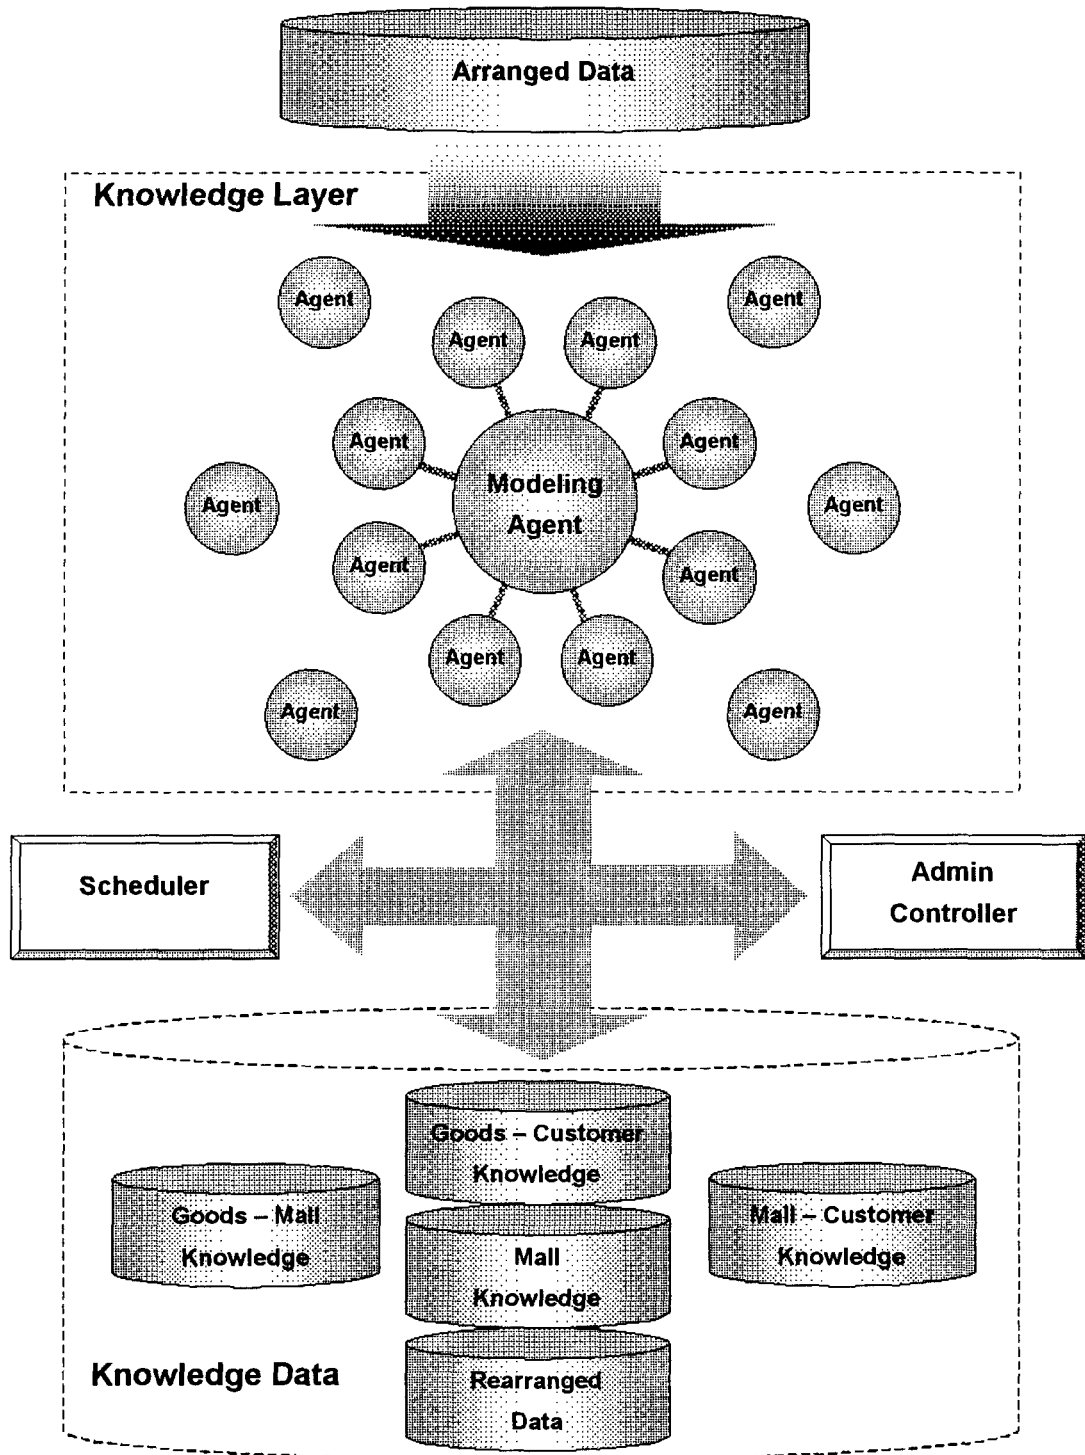 Arranged Data
Knowledge Layer
Agent
Agent
Agent
Agent
Agent
Agent
Modeling
Agent
Agent
Agent
Agent
Agent
Agent
Agent
Agent
Agent
Scheduler
Admin
Controller
Goods – Customer
Knowledge
Goods – Mall
Knowledge
Mall – Customer
Knowledge
Mall
Knowledge
Knowledge Data
Rearranged
Data